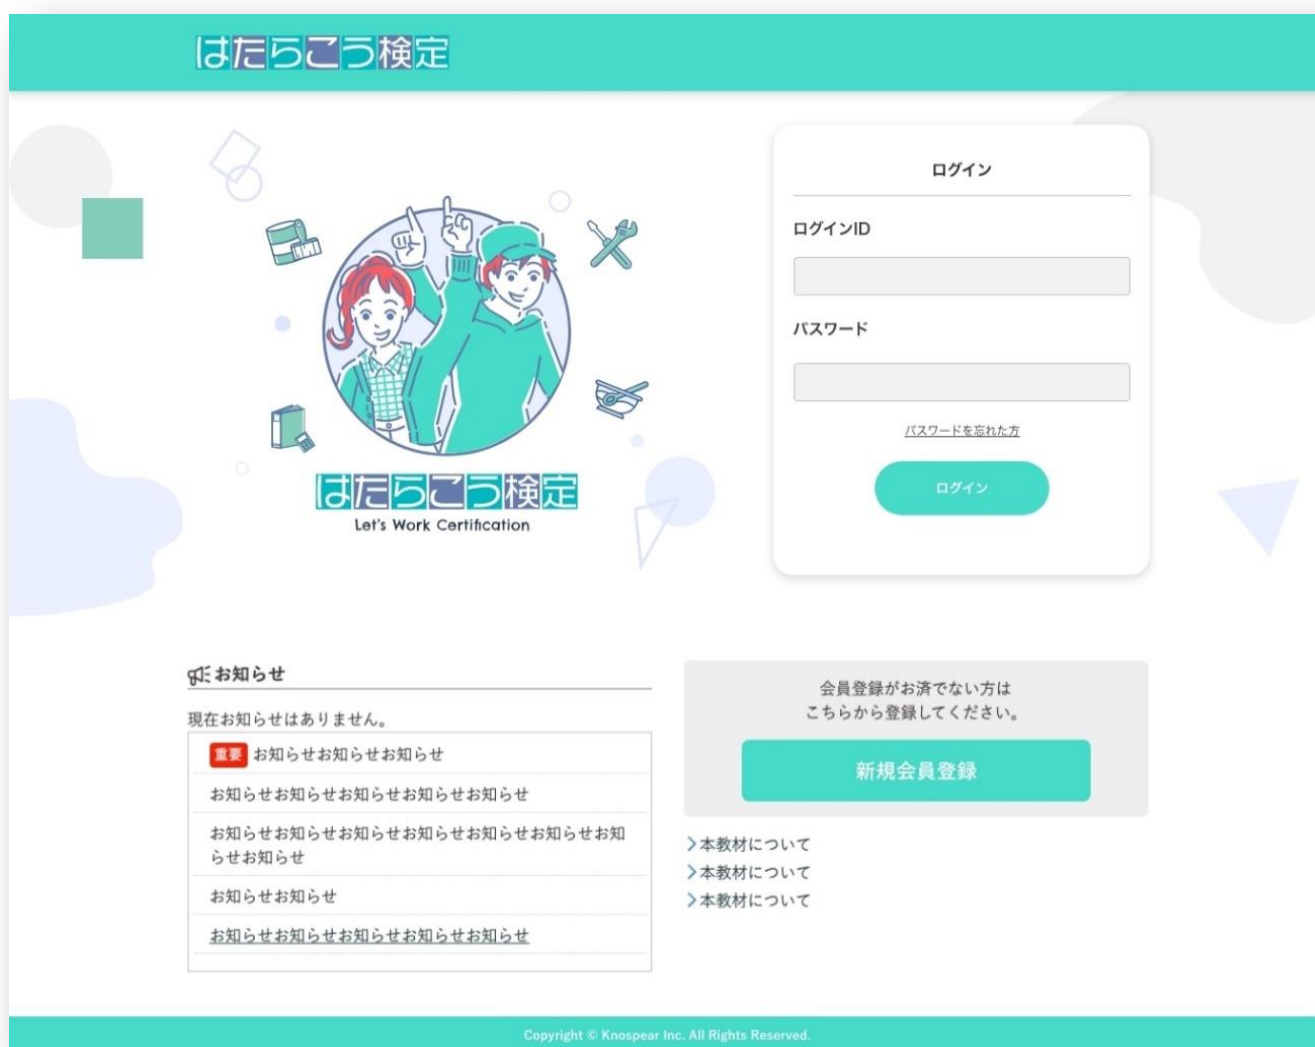 はたらこう検定
ログイン
ログインID
パスワード
パスワードを忘れた方
ログイン
はたらこう検定
Let's Work Certification
お知らせ
現在お知らせはありません。
重要 お知らせお知らせお知らせ
お知らせお知らせお知らせお知らせお知らせ
お知らせお知らせお知らせお知らせお知らせお知らせお知
らせお知らせ
お知らせお知らせ
お知らせお知らせお知らせお知らせお知らせ
会員登録がお済でない方は
こちらから登録してください。
新規会員登録
本教材について
本教材について
本教材について
Copyright © Knospear Inc. All Rights Reserved.